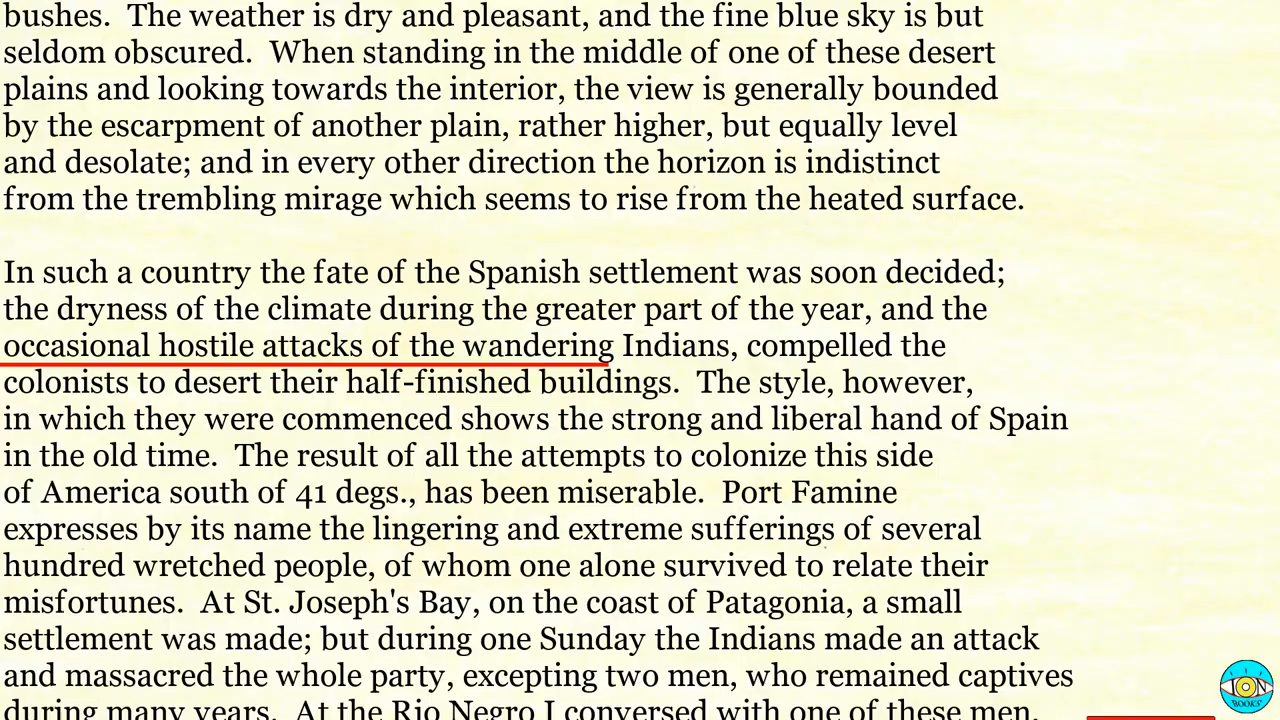 bushes.  The weather is dry and pleasant, and the fine blue sky is but
seldom obscured.  When standing in the middle of one of these desert
plains and looking towards the interior, the view is generally bounded
by the escarpment of another plain, rather higher, but equally level
and desolate; and in every other direction the horizon is indistinct
from the trembling mirage which seems to rise from the heated surface.

In such a country the fate of the Spanish settlement was soon decided;
the dryness of the climate during the greater part of the year, and the
occasional hostile attacks of the wandering Indians, compelled the
colonists to desert their half-finished buildings.  The style, however,
in which they were commenced shows the strong and liberal hand of Spain
in the old time.  The result of all the attempts to colonize this side
of America south of 41 degs., has been miserable.  Port Famine
expresses by its name the lingering and extreme sufferings of several
hundred wretched people, of whom one alone survived to relate their
misfortunes.  At St. Joseph's Bay, on the coast of Patagonia, a small
settlement was made; but during one Sunday the Indians made an attack
and massacred the whole party, excepting two men, who remained captives
during many years.  At the Rio Negro I conversed with one of these men,
ION
BOOKS